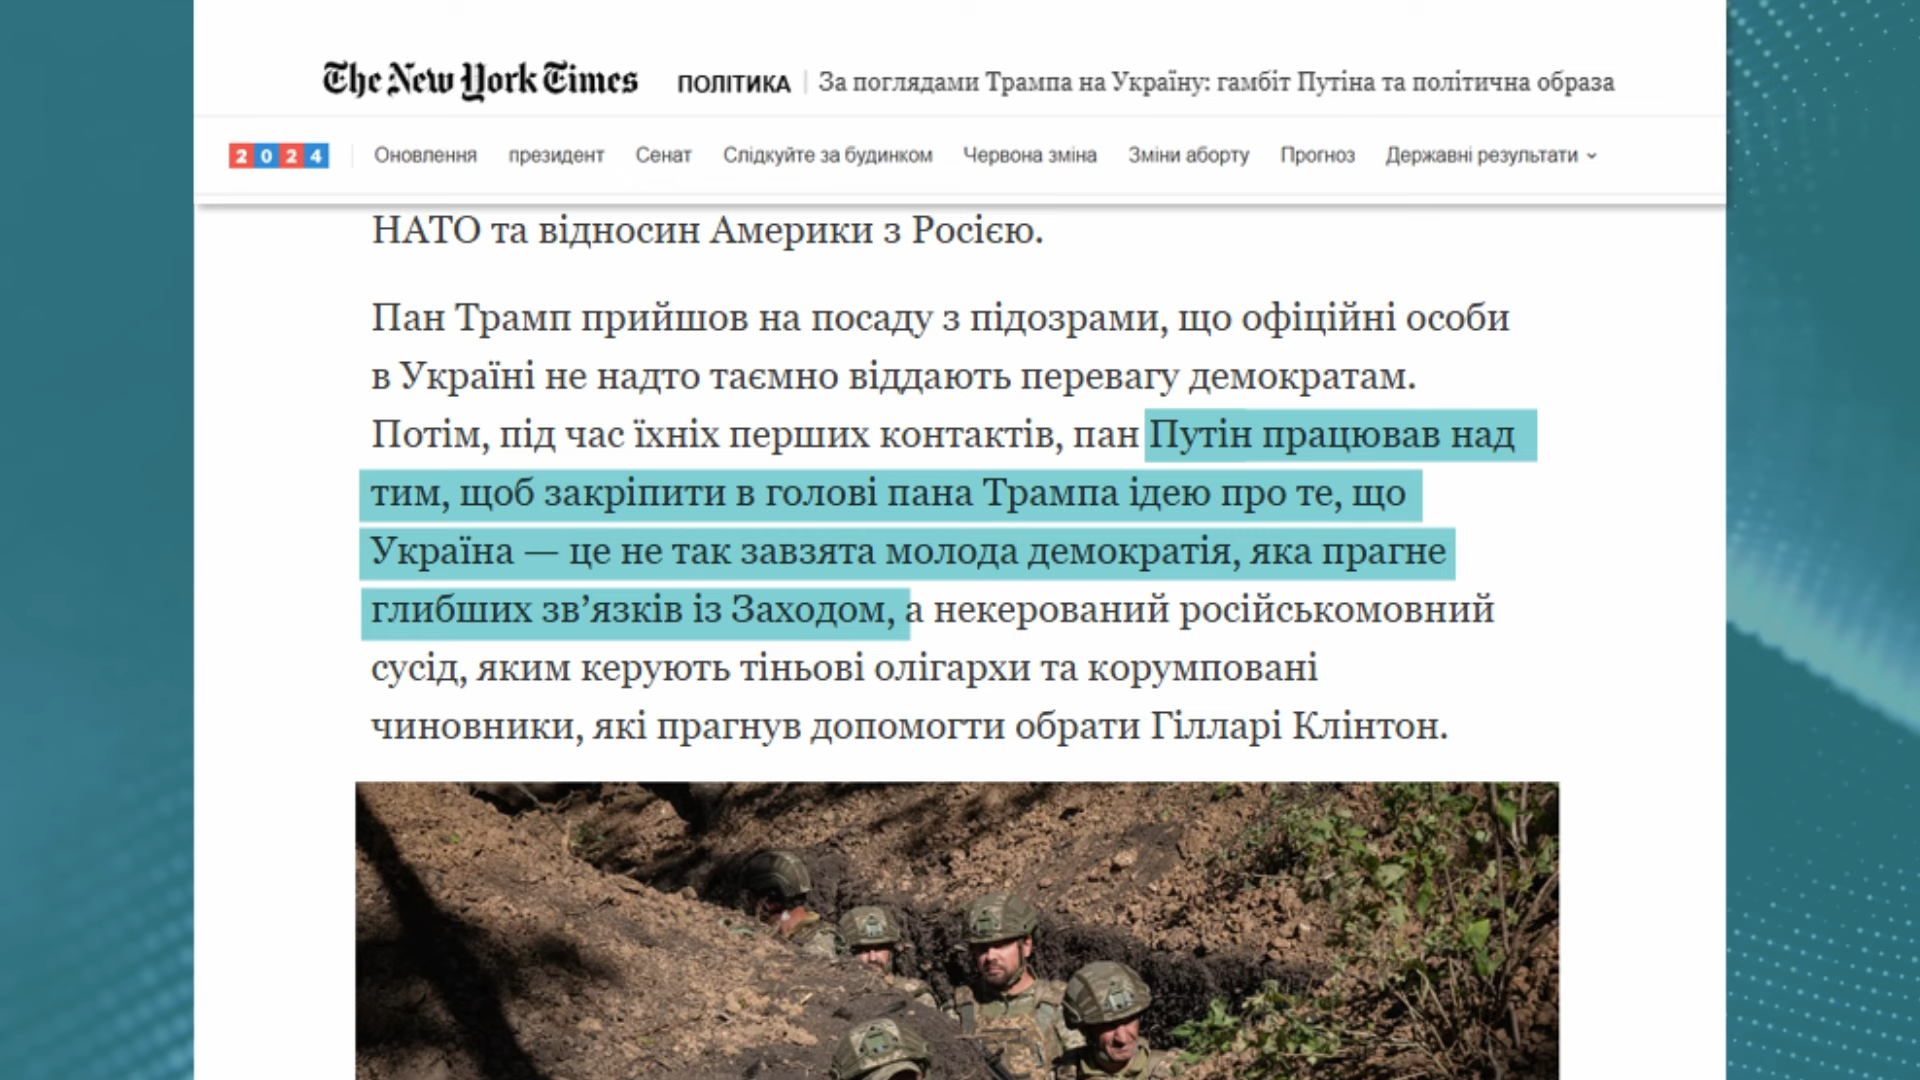 The New York Times
ПОЛІТИКА | За поглядами Трампа на Україну: гамбіт Путіна та політична образа
2024 Оновлення президент Сенат Слідкуйте за будинком Червона зміна Зміни аборту Прогноз Державні результати
НАТО та відносин Америки з Росією.
Пан Трамп прийшов на посаду з підозрами, що офіційні особи
в Україні не надто таємно віддають перевагу демократам.
Потім, під час їхніх перших контактів, пан Путін працював над
тим, щоб закріпити в голові пана Трампа ідею про те, що
Україна — це не так завзята молода демократія, яка прагне
глибших зв’язків із Заходом, а некерований російськомовний
сусід, яким керують тіньові олігархи та корумповані
чиновники, які прагнув допомогти обрати Гілларі Клінтон.